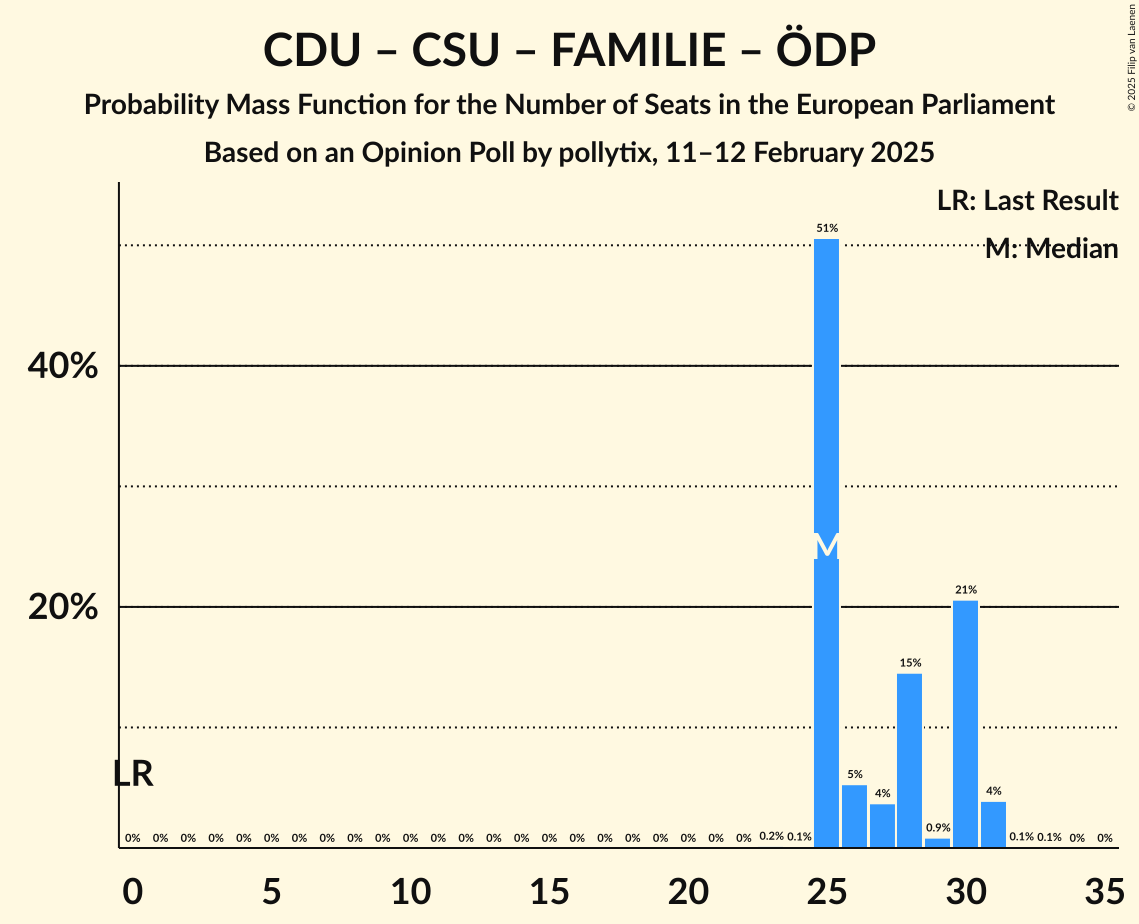 CDU – CSU – FAMILIE – ÖDP
Probability Mass Function for the Number of Seats in the European Parliament
Based on an Opinion Poll by pollytix, 11–12 February 2025
© 2025 Filip van Laenen
LR: Last Result
M: Median
51%
40%
M
20%
21%
15%
LR
5%
4%
0.9%
4%
0% 0% 0% 0% 0% 0% 0% 0% 0% 0% 0% 0% 0% 0% 0% 0% 0% 0% 0% 0% 0% 0% 0% 0.2% 0.1% 0.1% 0.1% 0% 0%
0 5 10 15 20 25 30 35